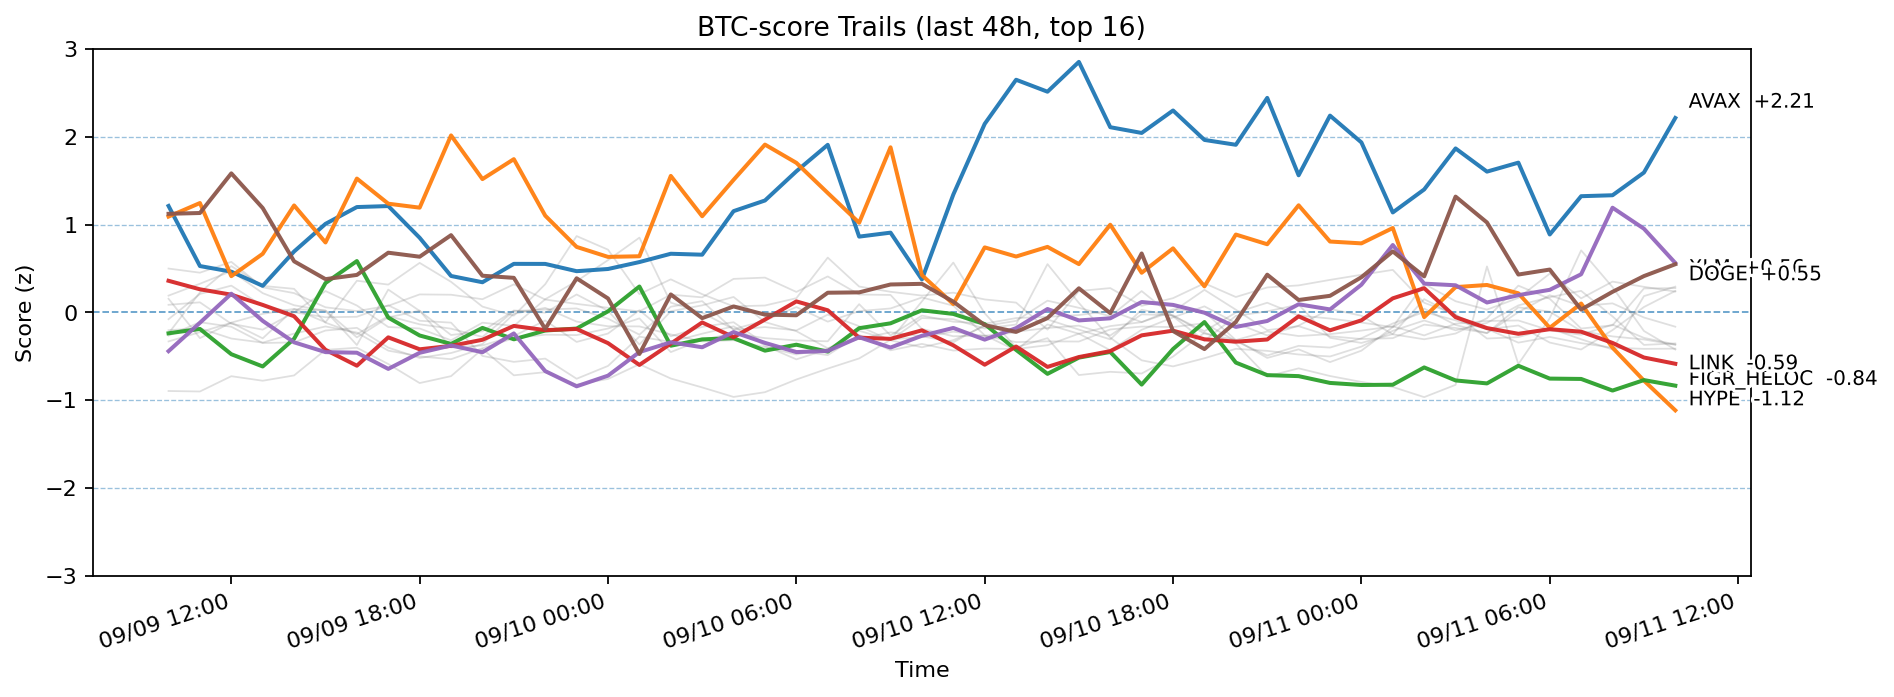 BTC-score Trails (last 48h, top 16)
Score (z)
3
2
1
0
−1
−2
−3
AVAX +2.21
DOGE +0.55
LINK -0.59
FIGR_HELOC -0.84
HYPE -1.12
09/09 12:00
09/09 18:00
09/10 00:00
09/10 06:00
09/10 12:00
09/10 18:00
09/11 00:00
09/11 06:00
09/11 12:00
Time